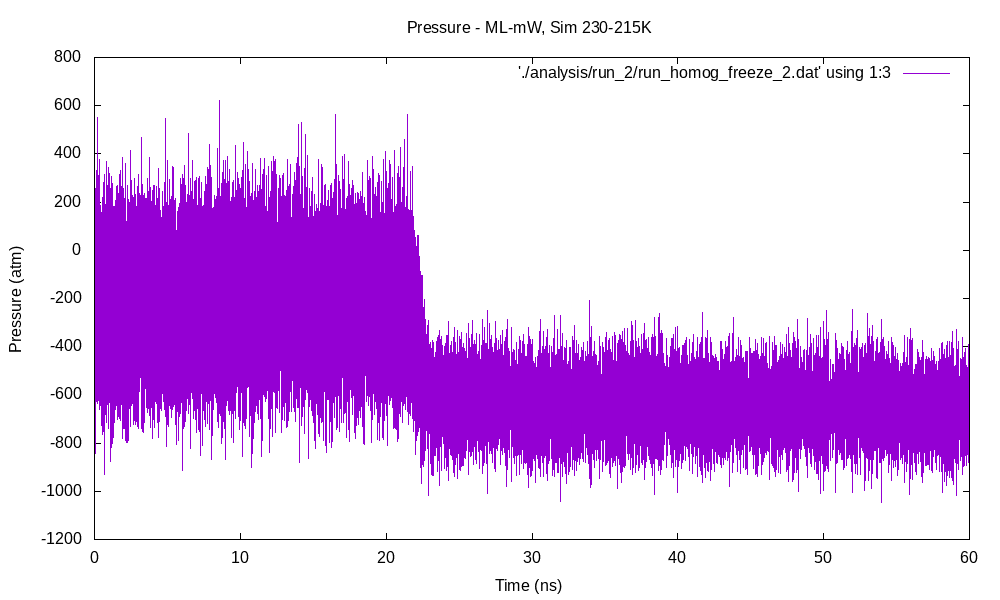 Pressure - ML-mW, Sim 230-215K
'./analysis/run_2/run_homog_freeze_2.dat' using 1:3
800
600
400
200
0
-200
-400
-600
-800
-1000
-1200
Pressure (atm)
0 10 20 30 40 50 60
Time (ns)